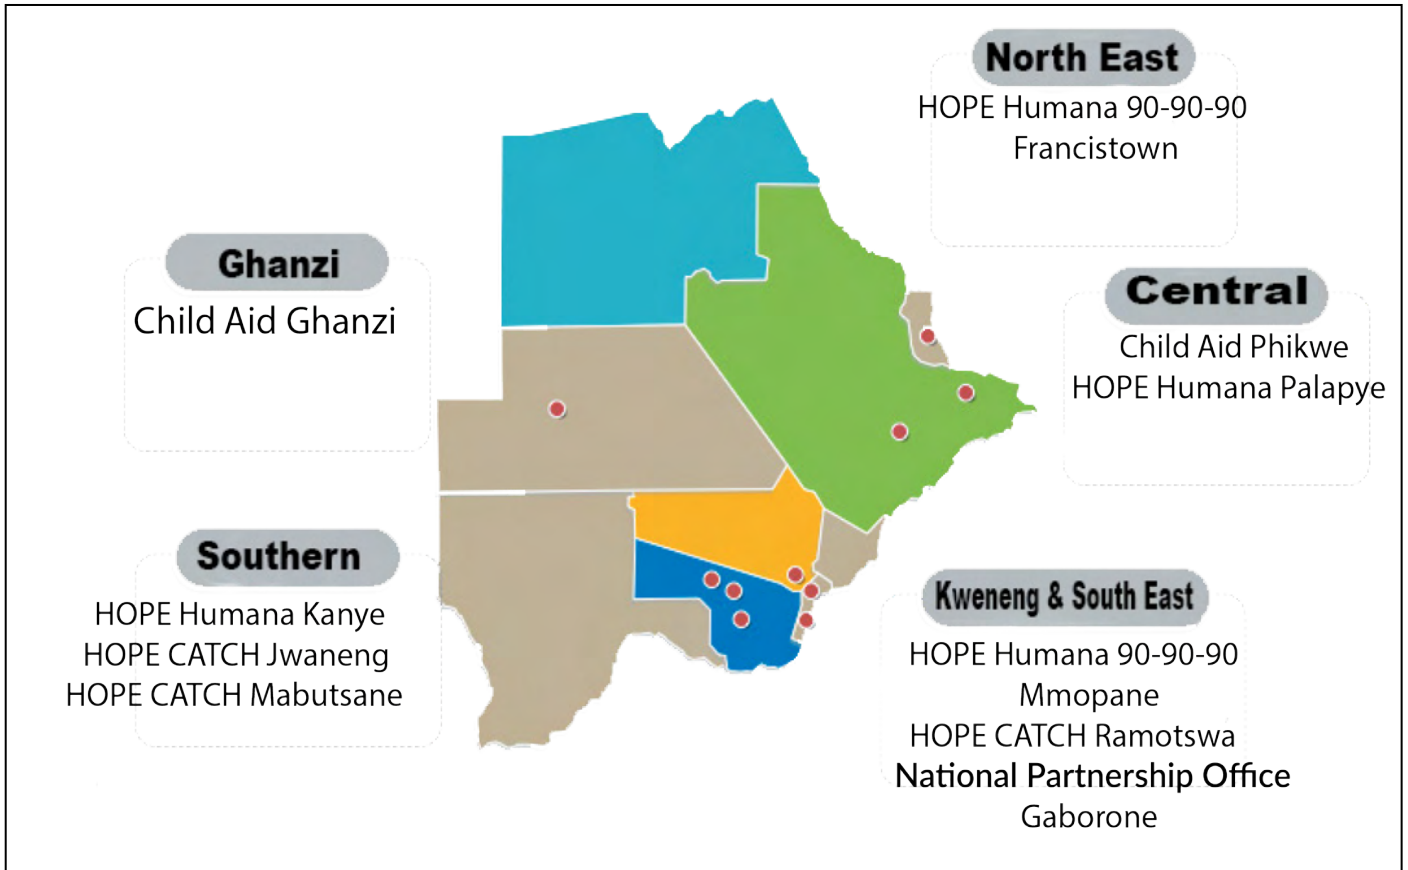 North East
HOPE Humana 90-90-90
Francistown
Ghanzi
Child Aid Ghanzi
Central
Child Aid Phikwe
HOPE Humana Palapye
Southern
HOPE Humana Kanye
HOPE CATCH Jwaneng
HOPE CATCH Mabutsane
Kweneng & South East
HOPE Humana 90-90-90
Mmopane
HOPE CATCH Ramotswa
National Partnership Office
Gaborone